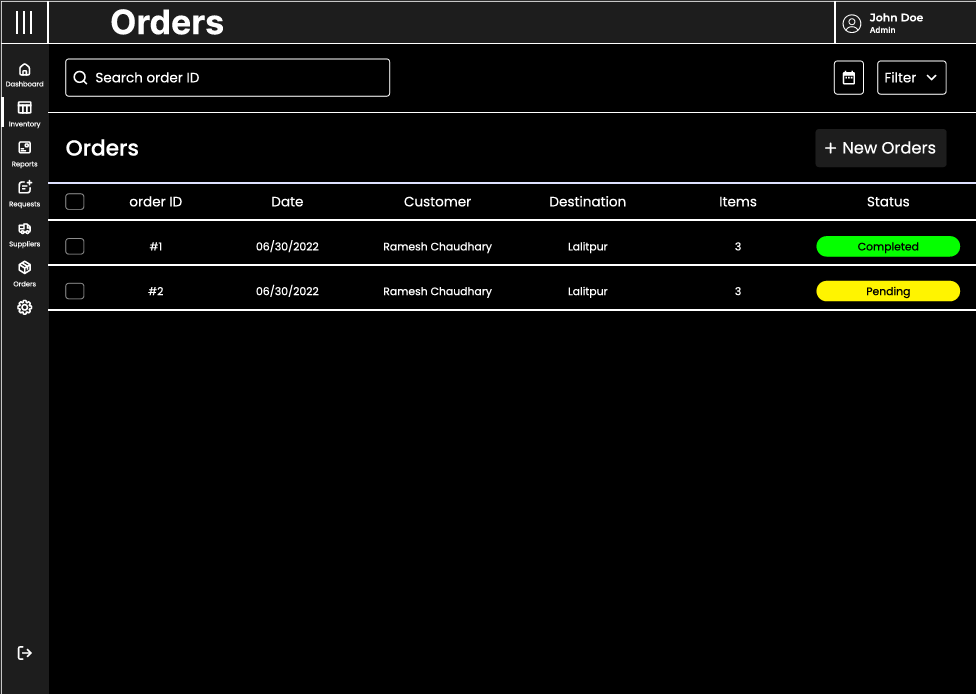 Orders
John Doe
Admin
Dashboard
Inventory
Reports
Requests
Suppliers
Orders
Search order ID
Filter
Orders
+ New Orders
order ID Date Customer Destination Items Status
#1 06/30/2022 Ramesh Chaudhary Lalitpur 3 Completed
#2 06/30/2022 Ramesh Chaudhary Lalitpur 3 Pending